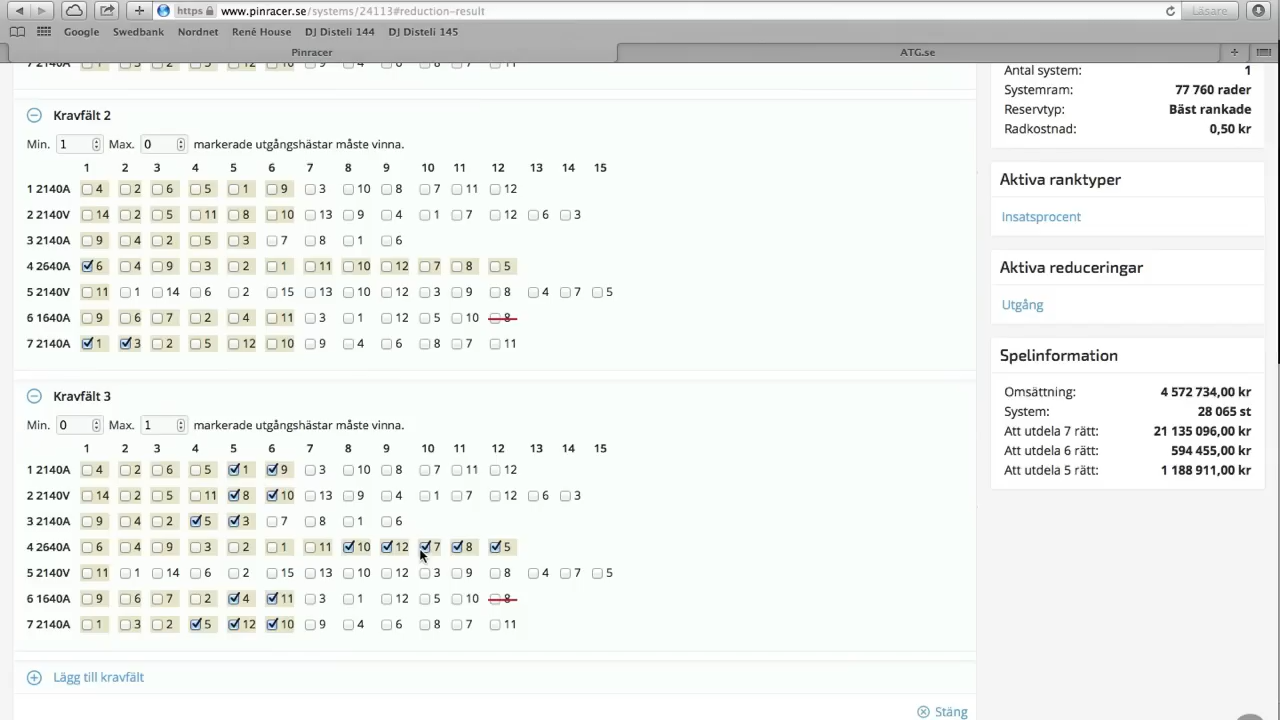 https www.pinracer.se/systems/24113#reduction-result Läsare
Google Swedbank Nordnet Renè House DJ Disteli 144 DJ Disteli 145
Pinracer ATG.se
Kravfält 2
Min. 1 Max. 0 markerade utgångshästar måste vinna.
1 2 3 4 5 6 7 8 9 10 11 12 13 14 15
1 2140A 4 2 6 5 1 9 3 10 8 7 11 12
2 2140V 14 2 5 11 8 10 13 9 4 1 7 12 6 3
3 2140A 9 4 2 5 3 7 8 1 6
4 2640A 6 4 9 3 2 1 11 10 12 7 8 5
5 2140V 11 1 14 6 2 15 13 10 12 3 9 8 4 7 5
6 1640A 9 6 7 2 4 11 3 1 12 5 10 8
7 2140A 1 3 2 5 12 10 9 4 6 8 7 11
Kravfält 3
Min. 0 Max. 1 markerade utgångshästar måste vinna.
1 2 3 4 5 6 7 8 9 10 11 12 13 14 15
1 2140A 4 2 6 5 1 9 3 10 8 7 11 12
2 2140V 14 2 5 11 8 10 13 9 4 1 7 12 6 3
3 2140A 9 4 2 5 3 7 8 1 6
4 2640A 6 4 9 3 2 1 11 10 12 7 8 5
5 2140V 11 1 14 6 2 15 13 10 12 3 9 8 4 7 5
6 1640A 9 6 7 2 4 11 3 1 12 5 10 8
7 2140A 1 3 2 5 12 10 9 4 6 8 7 11
Lägg till kravfält
Stäng
Antal system: 1
Systemram: 77 760 rader
Reservtyp: Bäst rankade
Radkostnad: 0,50 kr
Aktiva ranktyper
Insatsprocent
Aktiva reduceringar
Utgång
Spelinformation
Omsättning: 4 572 734,00 kr
System: 28 065 st
Att utdela 7 rätt: 21 135 096,00 kr
Att utdela 6 rätt: 594 455,00 kr
Att utdela 5 rätt: 1 188 911,00 kr